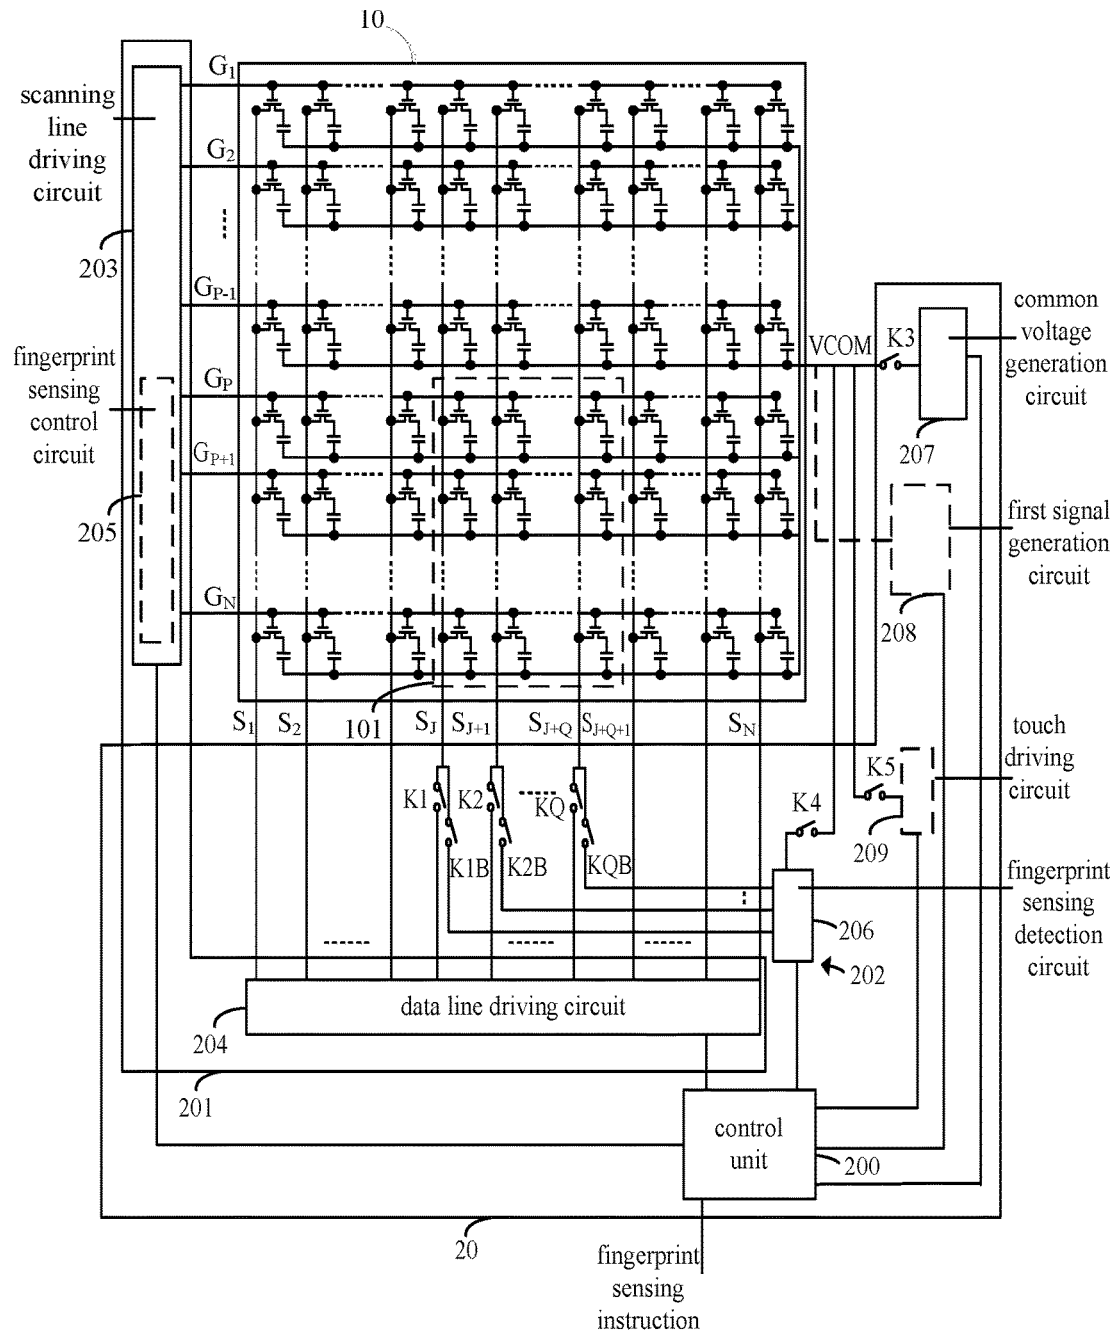 10
G1
scanning
line
driving
circuit
G2
203
GP-1
common
voltage
generation
circuit
VCOM
K3
fingerprint
sensing
control
circuit
GP
207
GP+1
205
first signal
generation
circuit
GN
208
101
S1
S2
SJ
SJ+1
SJ+Q
SJ+Q+1
SN
touch
driving
circuit
K1
K2
KQ
K5
K4
209
K1B
K2B
KQB
fingerprint
sensing
detection
circuit
206
202
data line driving circuit
204
201
control
unit
200
20
fingerprint
sensing
instruction